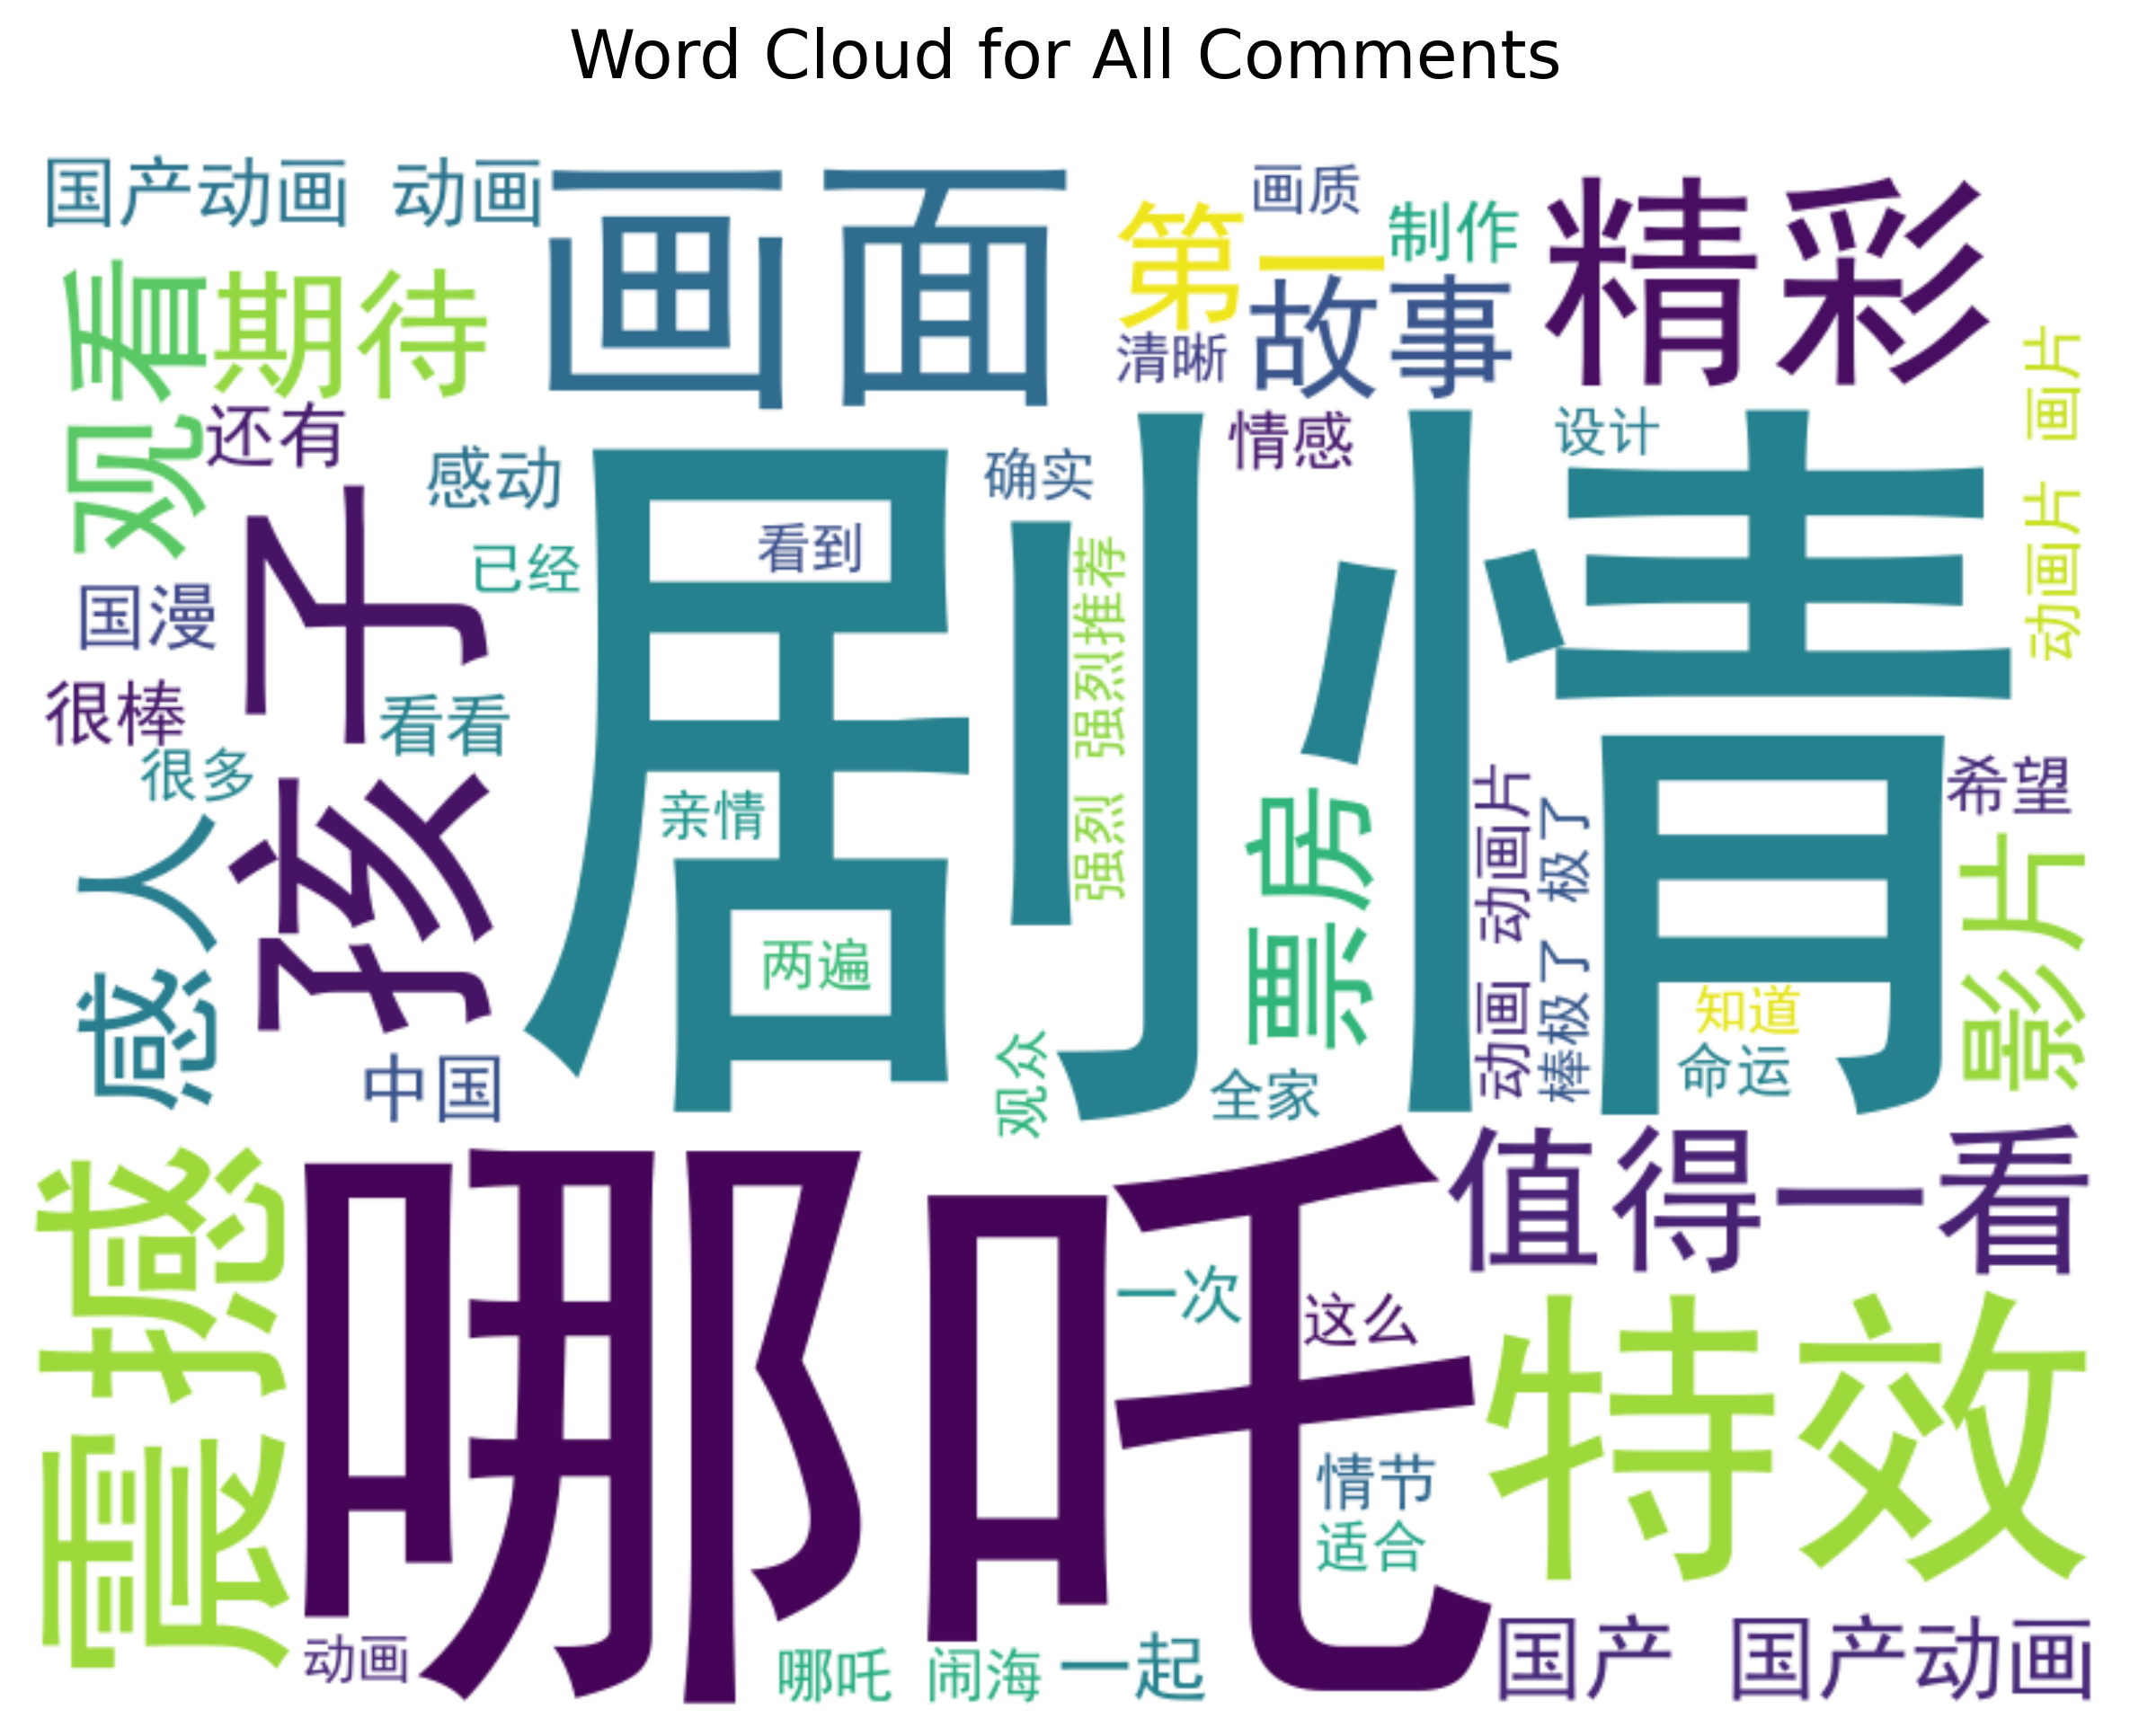 Word Cloud for All Comments
国产动画 动画
画面
画质
第一
制作
精彩
观看
期待
清晰
故事
动画片 画片
还有
感动
确实
情感
设计
剧情
看到
已经
强烈 强烈推荐
国漫
孩子
很棒
看看
很多
亲情
票房
动画 动画片
棒极了 极了
希望
感人
两遍
影片
知道
命运
中国
观众
全家
震撼
哪吒
值得一看
一次
这么
特效
情节
适合
动画
哪吒 闹海
一起
国产 国产动画